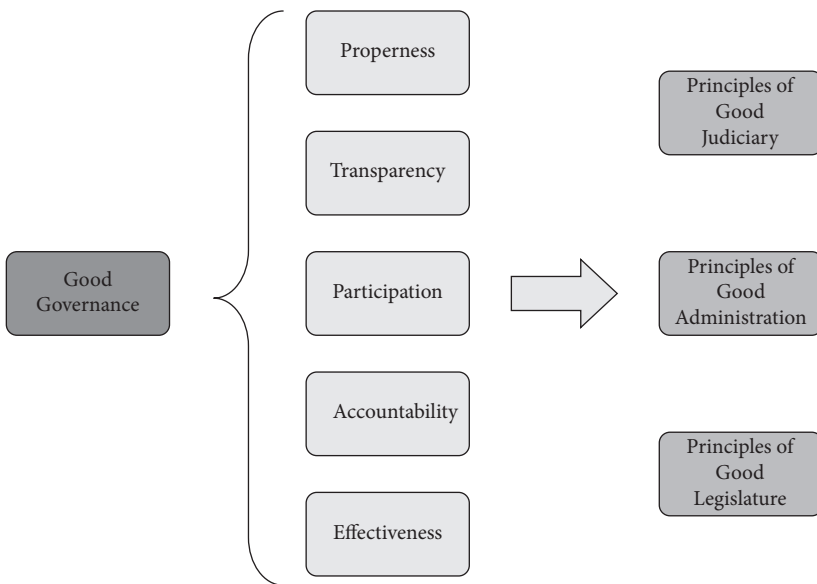 Good
Governance
Properness
Transparency
Participation
Accountability
Effectiveness
Principles of
Good
Judiciary
Principles of
Good
Administration
Principles of
Good
Legislature